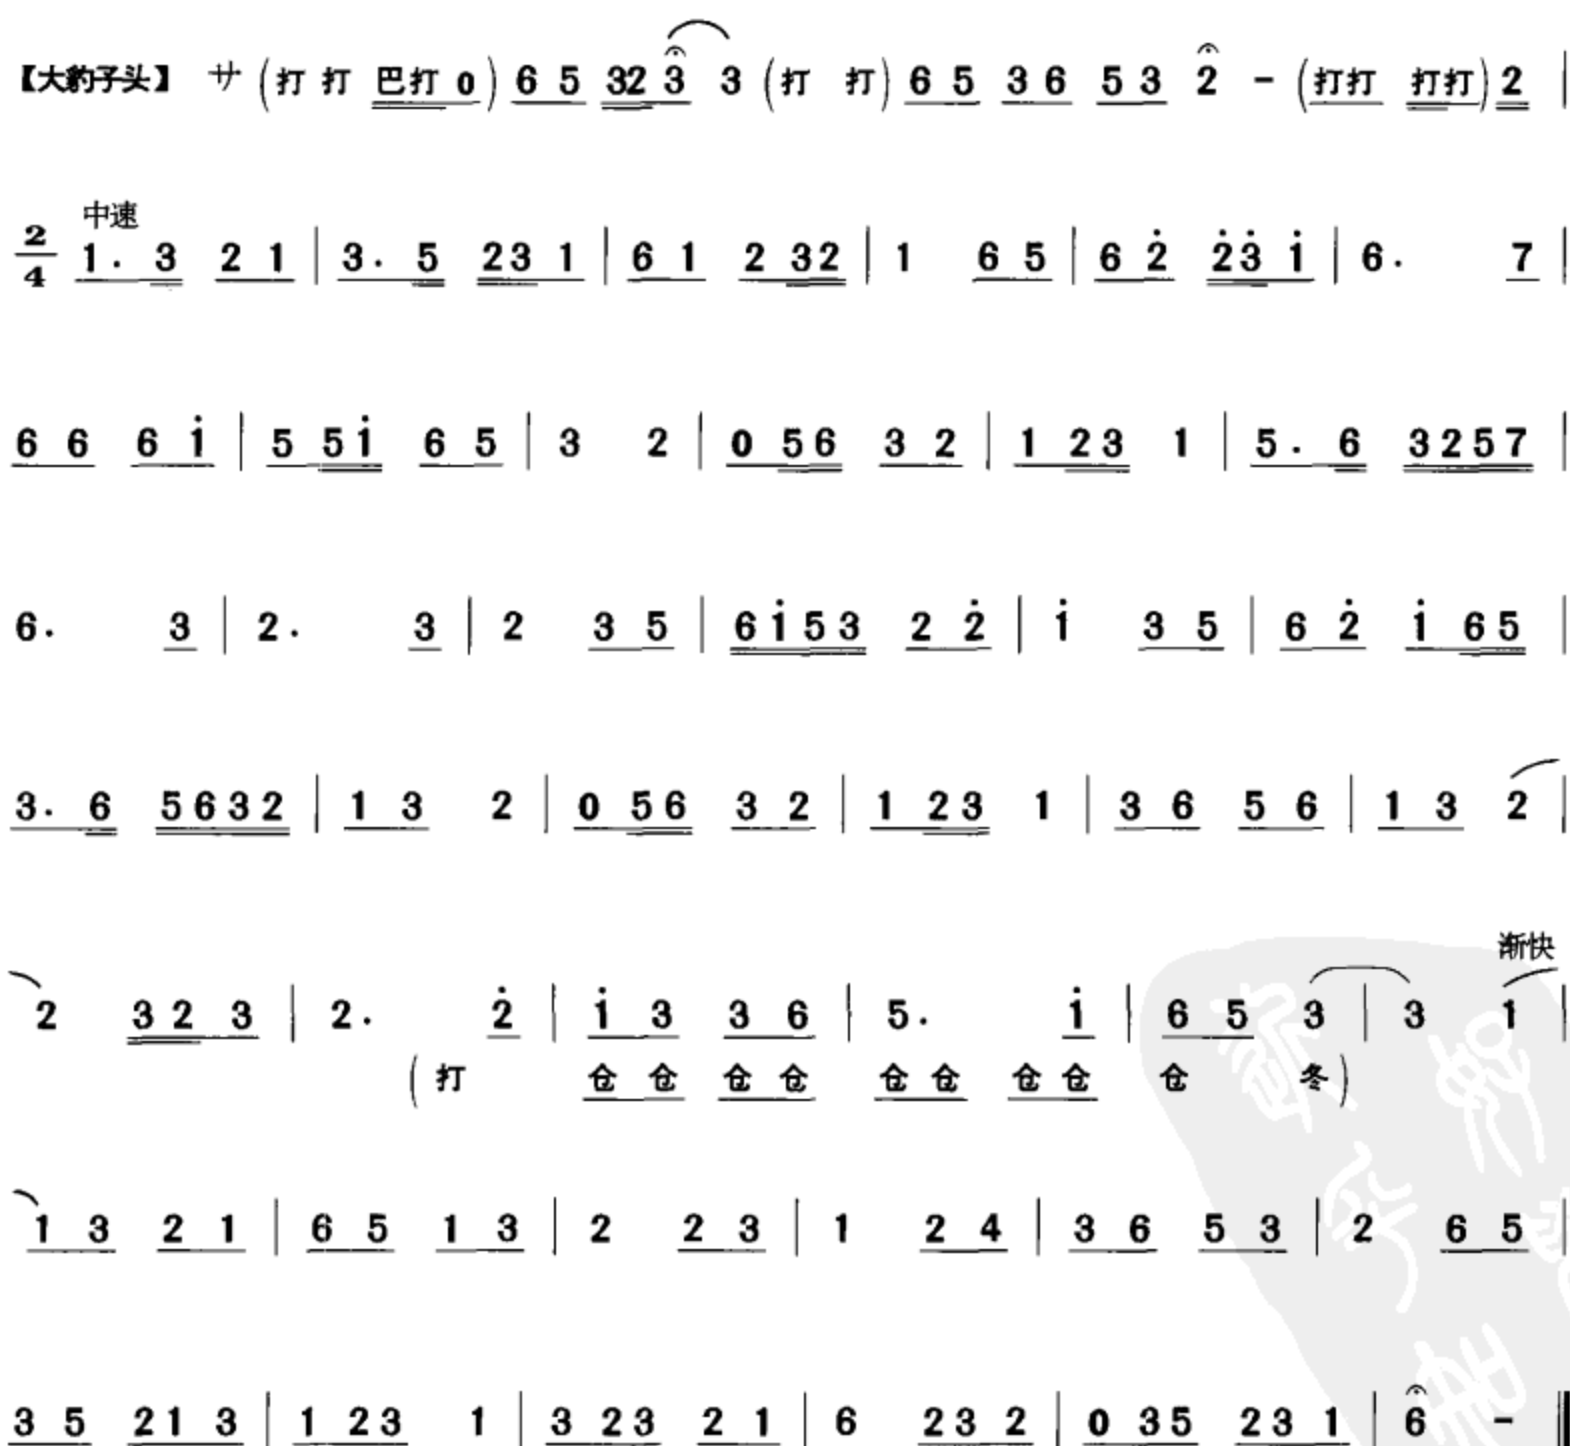 【大豹子头】 サ (打 打 巴打 0) 6 5 32 3 3 (打 打) 6 5 3 6 5 3 2 - (打打 打打) 2 |
中速
2/4 1. 3 2 1 | 3. 5 23 1 | 6 1 2 32 | 1 6 5 | 6 2̇ 2̇3̇ 1̇ | 6. 7 |
6 6 6 1̇ | 5 51̇ 6 5 | 3 2 | 0 56 3 2 | 1 23 1 | 5. 6 3257 |
6. 3 | 2. 3 | 2 3 5 | 61̇53 2 2̇ | 1̇ 3 5 | 6 2̇ 1̇ 65 |
3. 6 5632 | 1 3 2 | 0 56 3 2 | 1 23 1 | 3 6 5 6 | 1 3 2 |
渐快
2 32 3 | 2. 2̇ | 1̇ 3 3 6 | 5. 1̇ | 6 5 3 | 3 1 |
(打 仓 仓 仓 仓 仓 仓 仓 仓 仓 冬)
1 3 2 1 | 6 5 1 3 | 2 2 3 | 1 2 4 | 3 6 5 3 | 2 6 5 |
3 5 21 3 | 1 23 1 | 3 23 2 1 | 6 23 2 | 0 35 23 1 | 6 - ‖